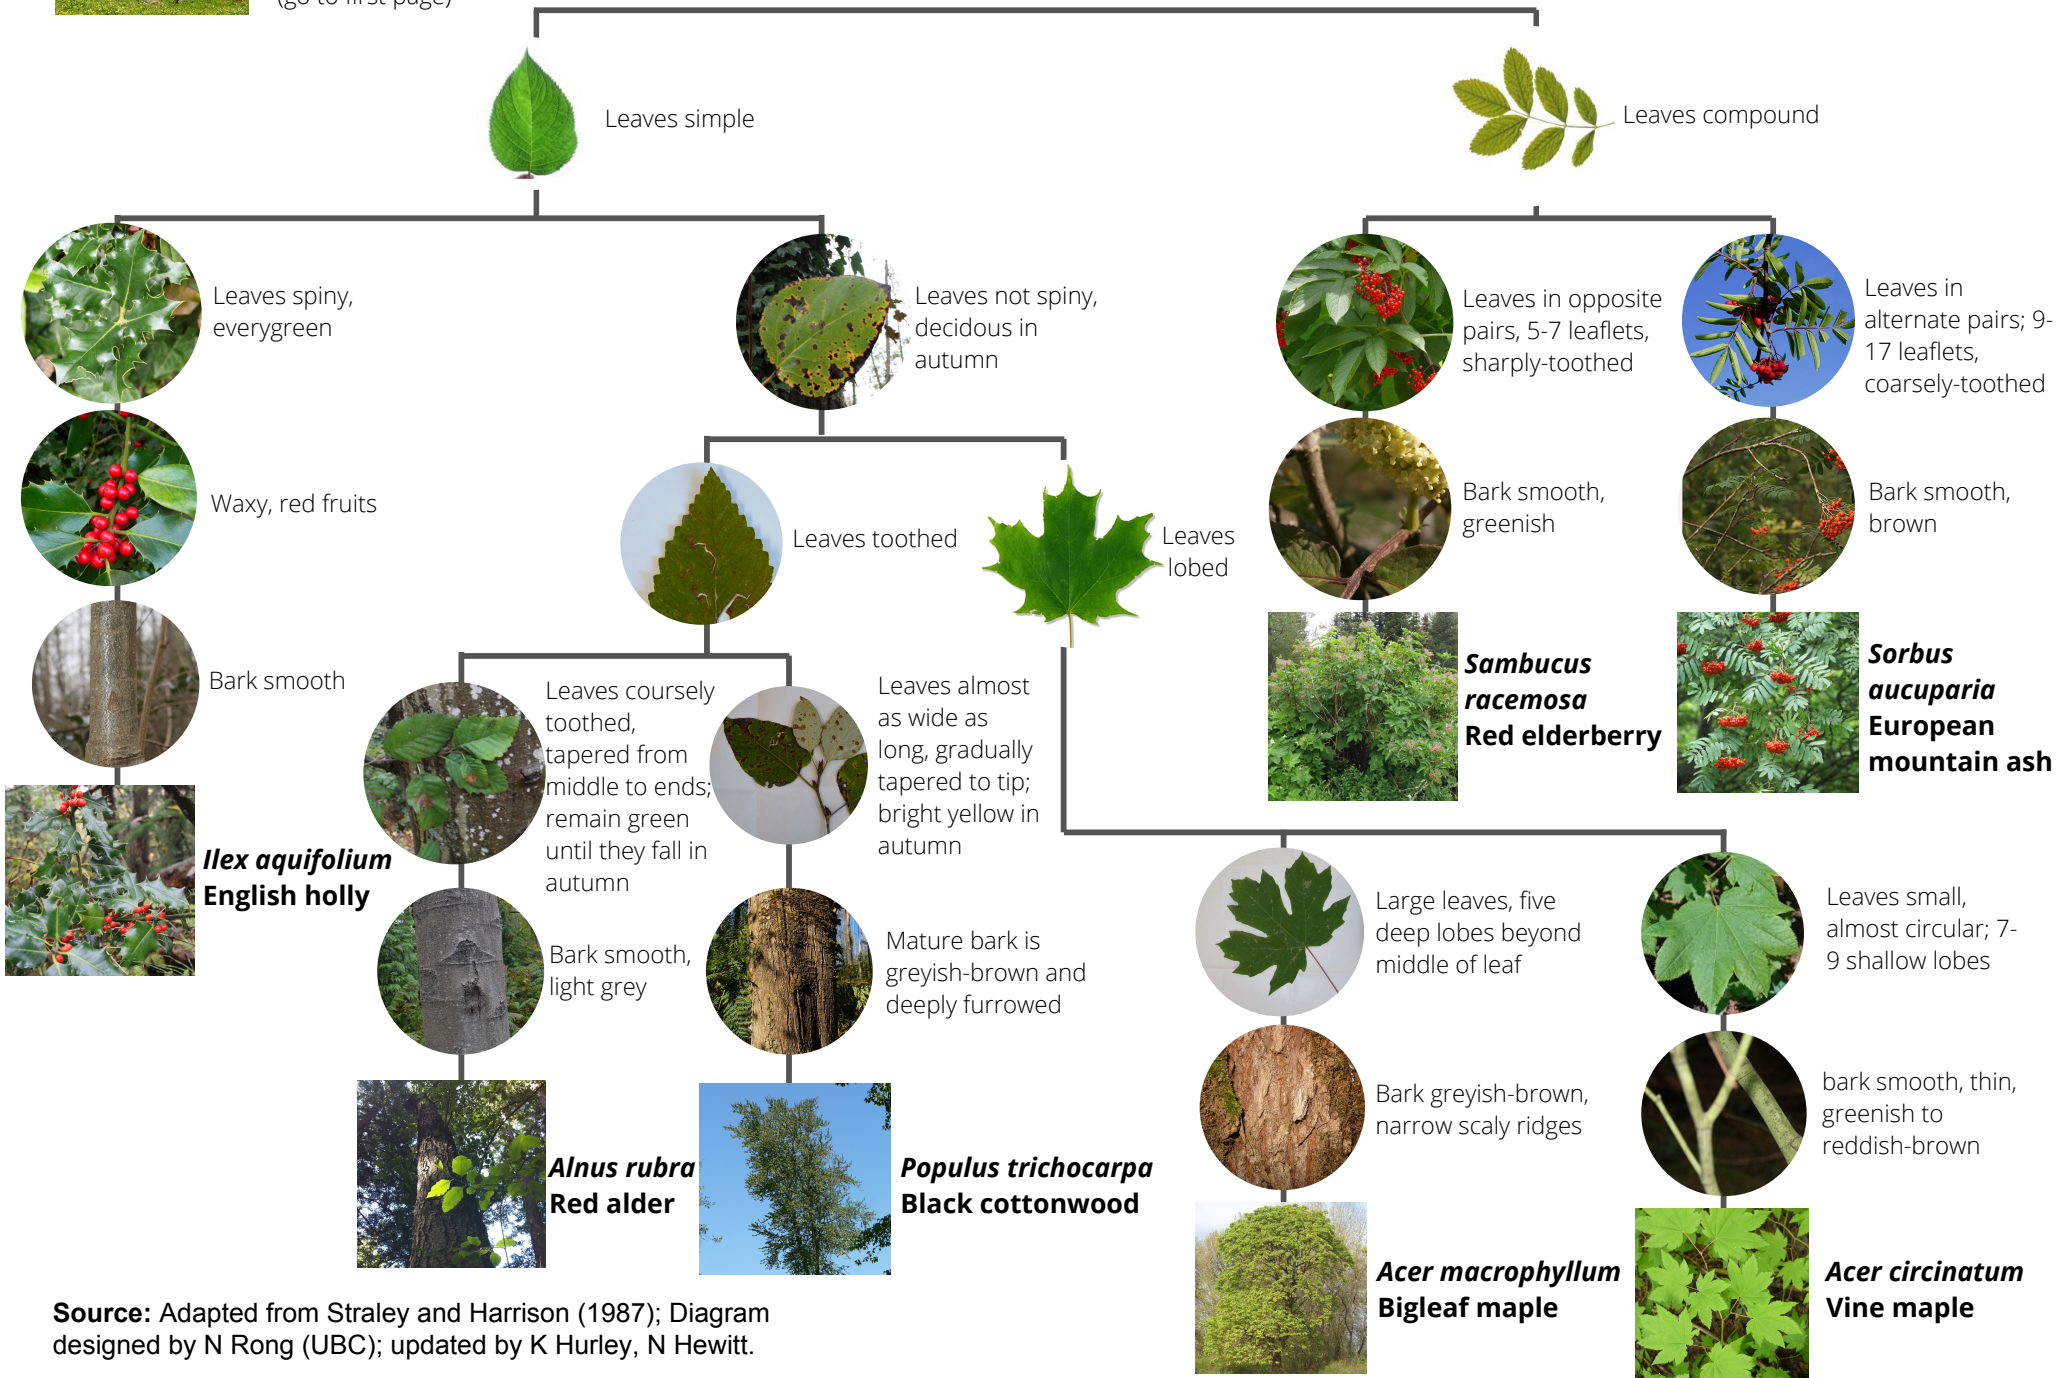 (go to first page)
Leaves simple
Leaves compound
Leaves spiny,
everygreen
Leaves not spiny,
decidous in
autumn
Leaves in opposite
pairs, 5-7 leaflets,
sharply-toothed
Leaves in
alternate pairs; 9-
17 leaflets,
coarsely-toothed
Waxy, red fruits
Leaves toothed
Leaves
lobed
Bark smooth,
greenish
Bark smooth,
brown
Bark smooth
Leaves coursely
toothed,
tapered from
middle to ends;
remain green
until they fall in
autumn
Leaves almost
as wide as
long, gradually
tapered to tip;
bright yellow in
autumn
Sambucus
racemosa
Red elderberry
Sorbus
aucuparia
European
mountain ash
Ilex aquifolium
English holly
Bark smooth,
light grey
Mature bark is
greyish-brown and
deeply furrowed
Large leaves, five
deep lobes beyond
middle of leaf
Leaves small,
almost circular; 7-
9 shallow lobes
Bark greyish-brown,
narrow scaly ridges
bark smooth, thin,
greenish to
reddish-brown
Alnus rubra
Red alder
Populus trichocarpa
Black cottonwood
Acer macrophyllum
Bigleaf maple
Acer circinatum
Vine maple
Source: Adapted from Straley and Harrison (1987); Diagram
designed by N Rong (UBC); updated by K Hurley, N Hewitt.